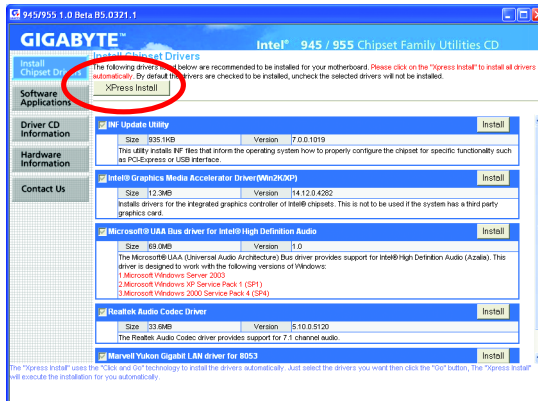 945/955 1.0 Beta B5.0321.1
GIGABYTE™
Intel® 945 / 955 Chipset Family Utilities CD
Install
Chipset Drivers
Software
Applications
Driver CD
Information
Hardware
Information
Contact Us
Install Chipset Drivers
The following drivers listed below are recommended to be installed for your motherboard. Please click on the "Xpress Install" to install all drivers
automatically. By default the drivers are checked to be installed, uncheck the selected drivers will not be installed.
XPress Install
INF Update Utility Install
Size 935.1KB Version 7.0.0.1019
This utility installs INF files that inform the operating system how to properly configure the chipset for specific functionality such
as PCI-Express or USB interface.
Intel® Graphics Media Accelerator Driver(Win2K/XP) Install
Size 12.3MB Version 14.12.0.4282
Installs drivers for the integrated graphics controller of Intel® chipsets. This is not to be used if the system has a third party
graphics card.
Microsoft® UAA Bus driver for Intel® High Definition Audio Install
Size 69.0MB Version 1.0
The Microsoft® UAA (Universal Audio Architecture) Bus driver provides support for Intel® High Definition Audio (Azalia). This
driver is designed to work with the following versions of Windows:
1.Microsoft Windows Server 2003
2.Microsoft Windows XP Service Pack 1 (SP1)
3.Microsoft Windows 2000 Service Pack 4 (SP4)
Realtek Audio Codec Driver Install
Size 33.6MB Version 5.10.0.5120
The Realtek Audio Codec driver provides support for 7.1 channel audio.
Marvell Yukon Gigabit LAN driver for 8053 Install
The "Xpress Install" uses the "Click and Go" technology to install the drivers automatically. Just select the drivers you want then click the "Go" button, The "Xpress Install"
will execute the installation for you automatically.